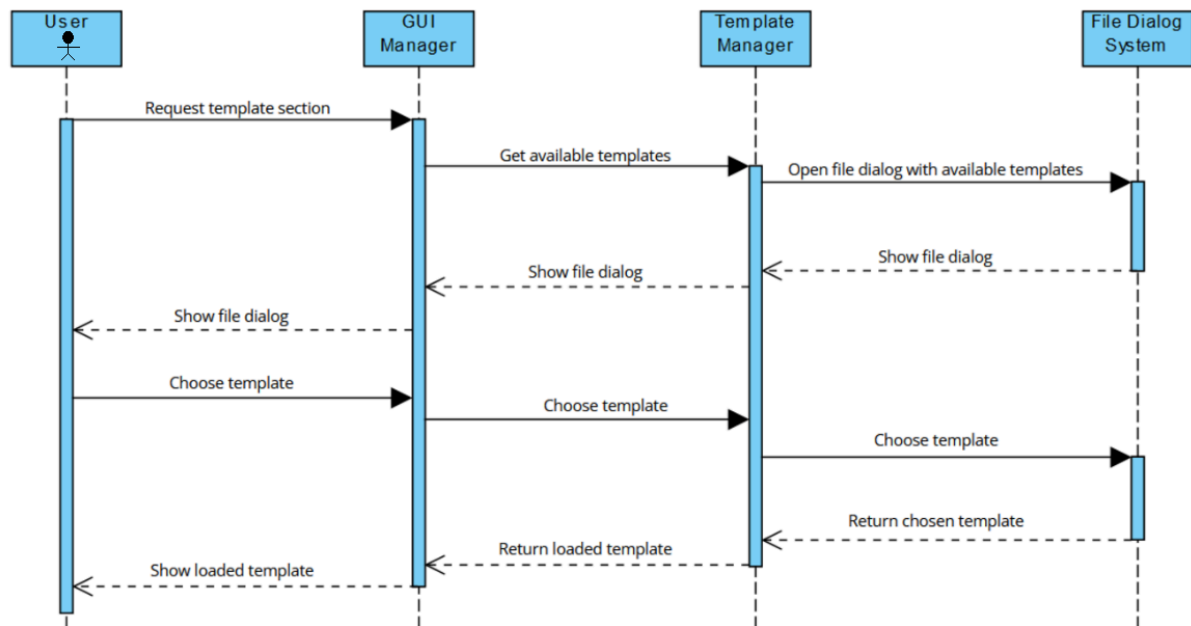 User
GUI
Manager
Template
Manager
File Dialog
System
Request template section
Get available templates
Open file dialog with available templates
Show file dialog
Show file dialog
Show file dialog
Choose template
Choose template
Choose template
Return chosen template
Return loaded template
Show loaded template